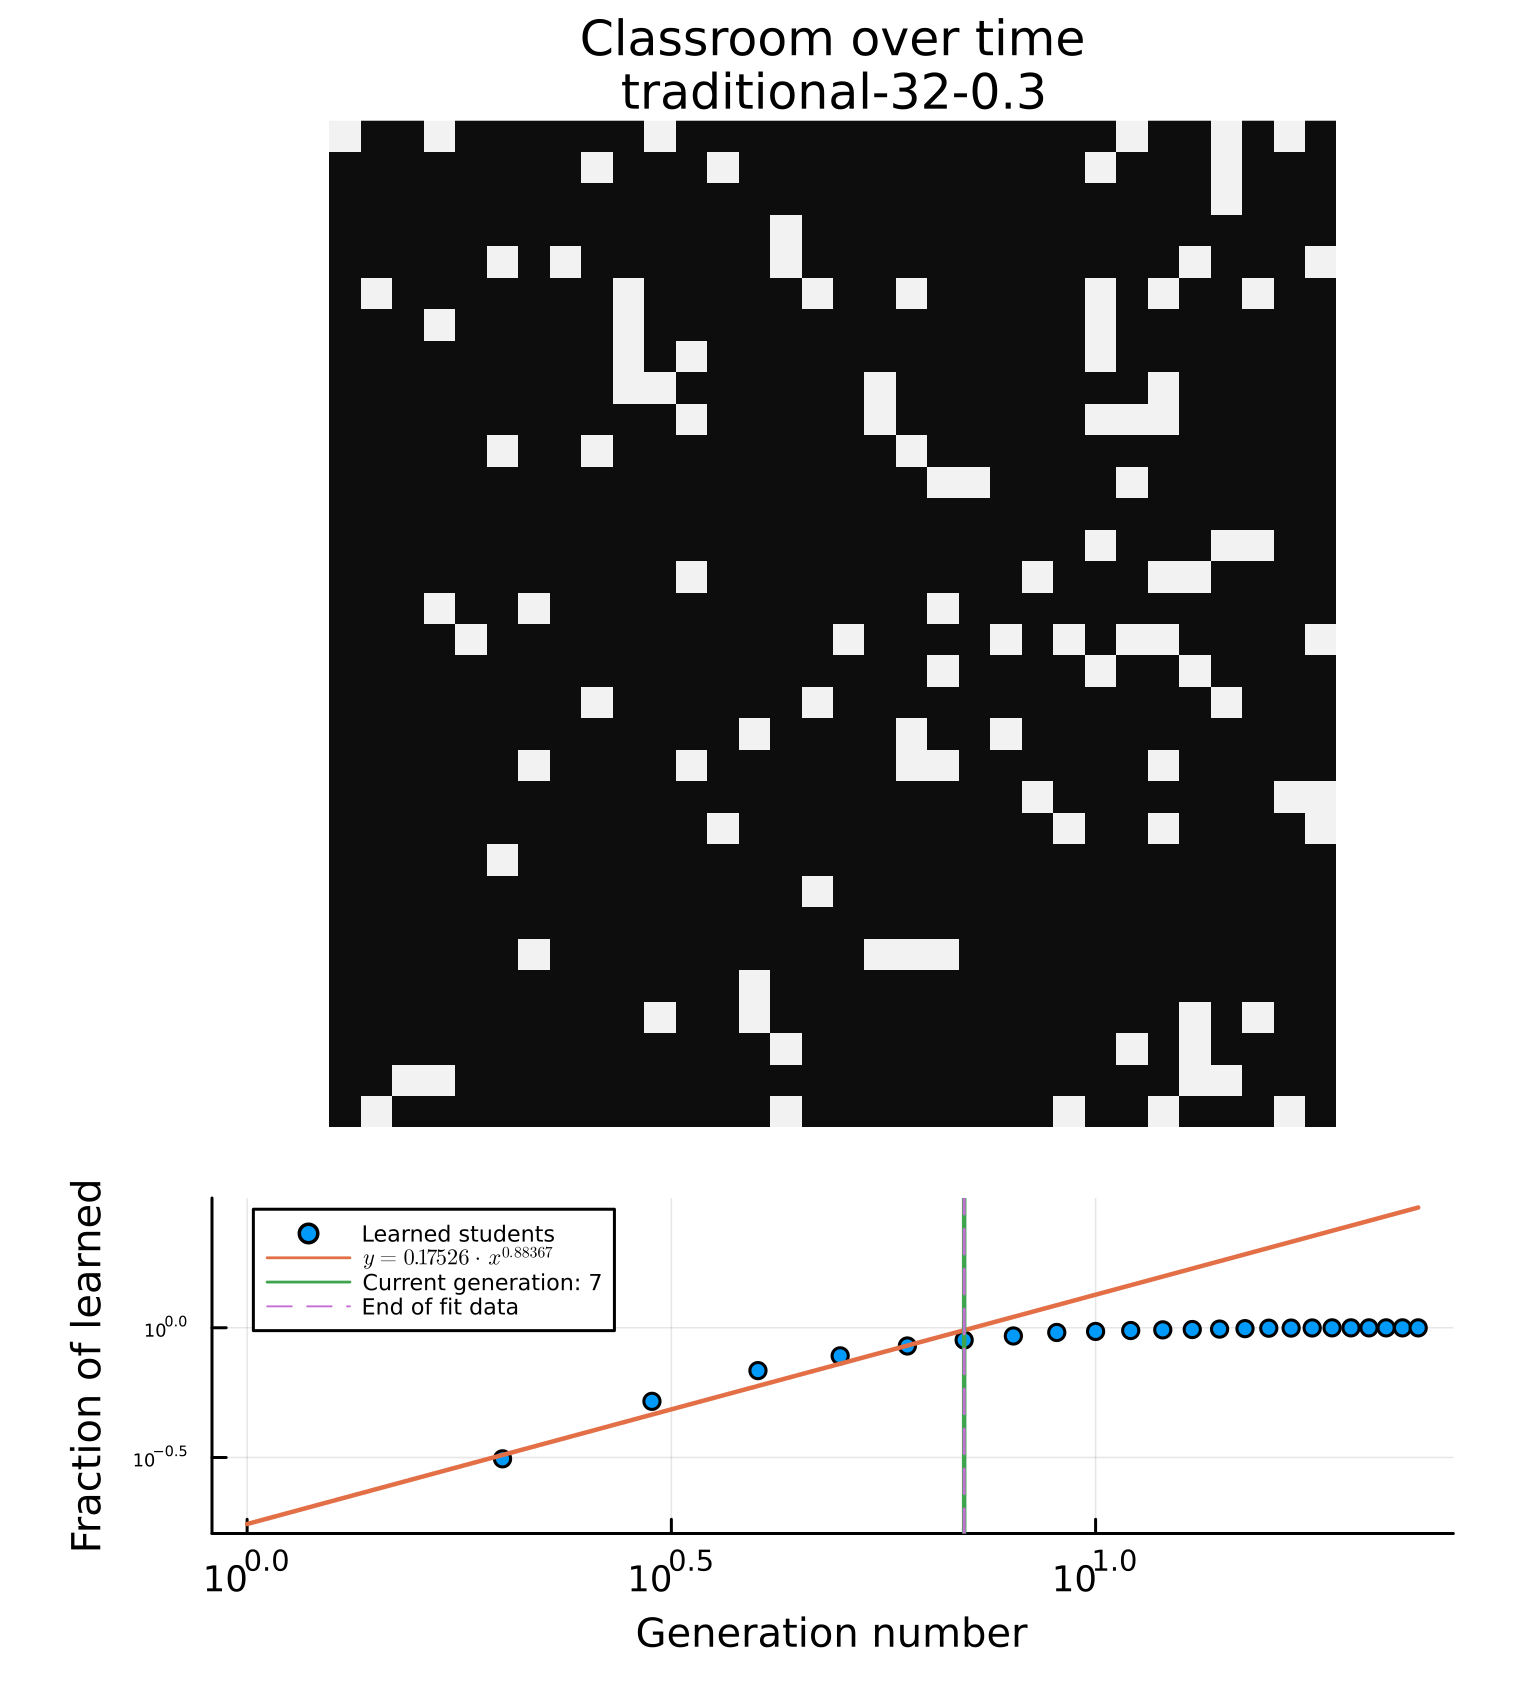 Classroom over time
traditional-32-0.3
Fraction of learned
Learned students
y = 0.17526 · x^0.88367
Current generation: 7
End of fit data
10^0.0
10^−0.5
10^0.0 10^0.5 10^1.0
Generation number